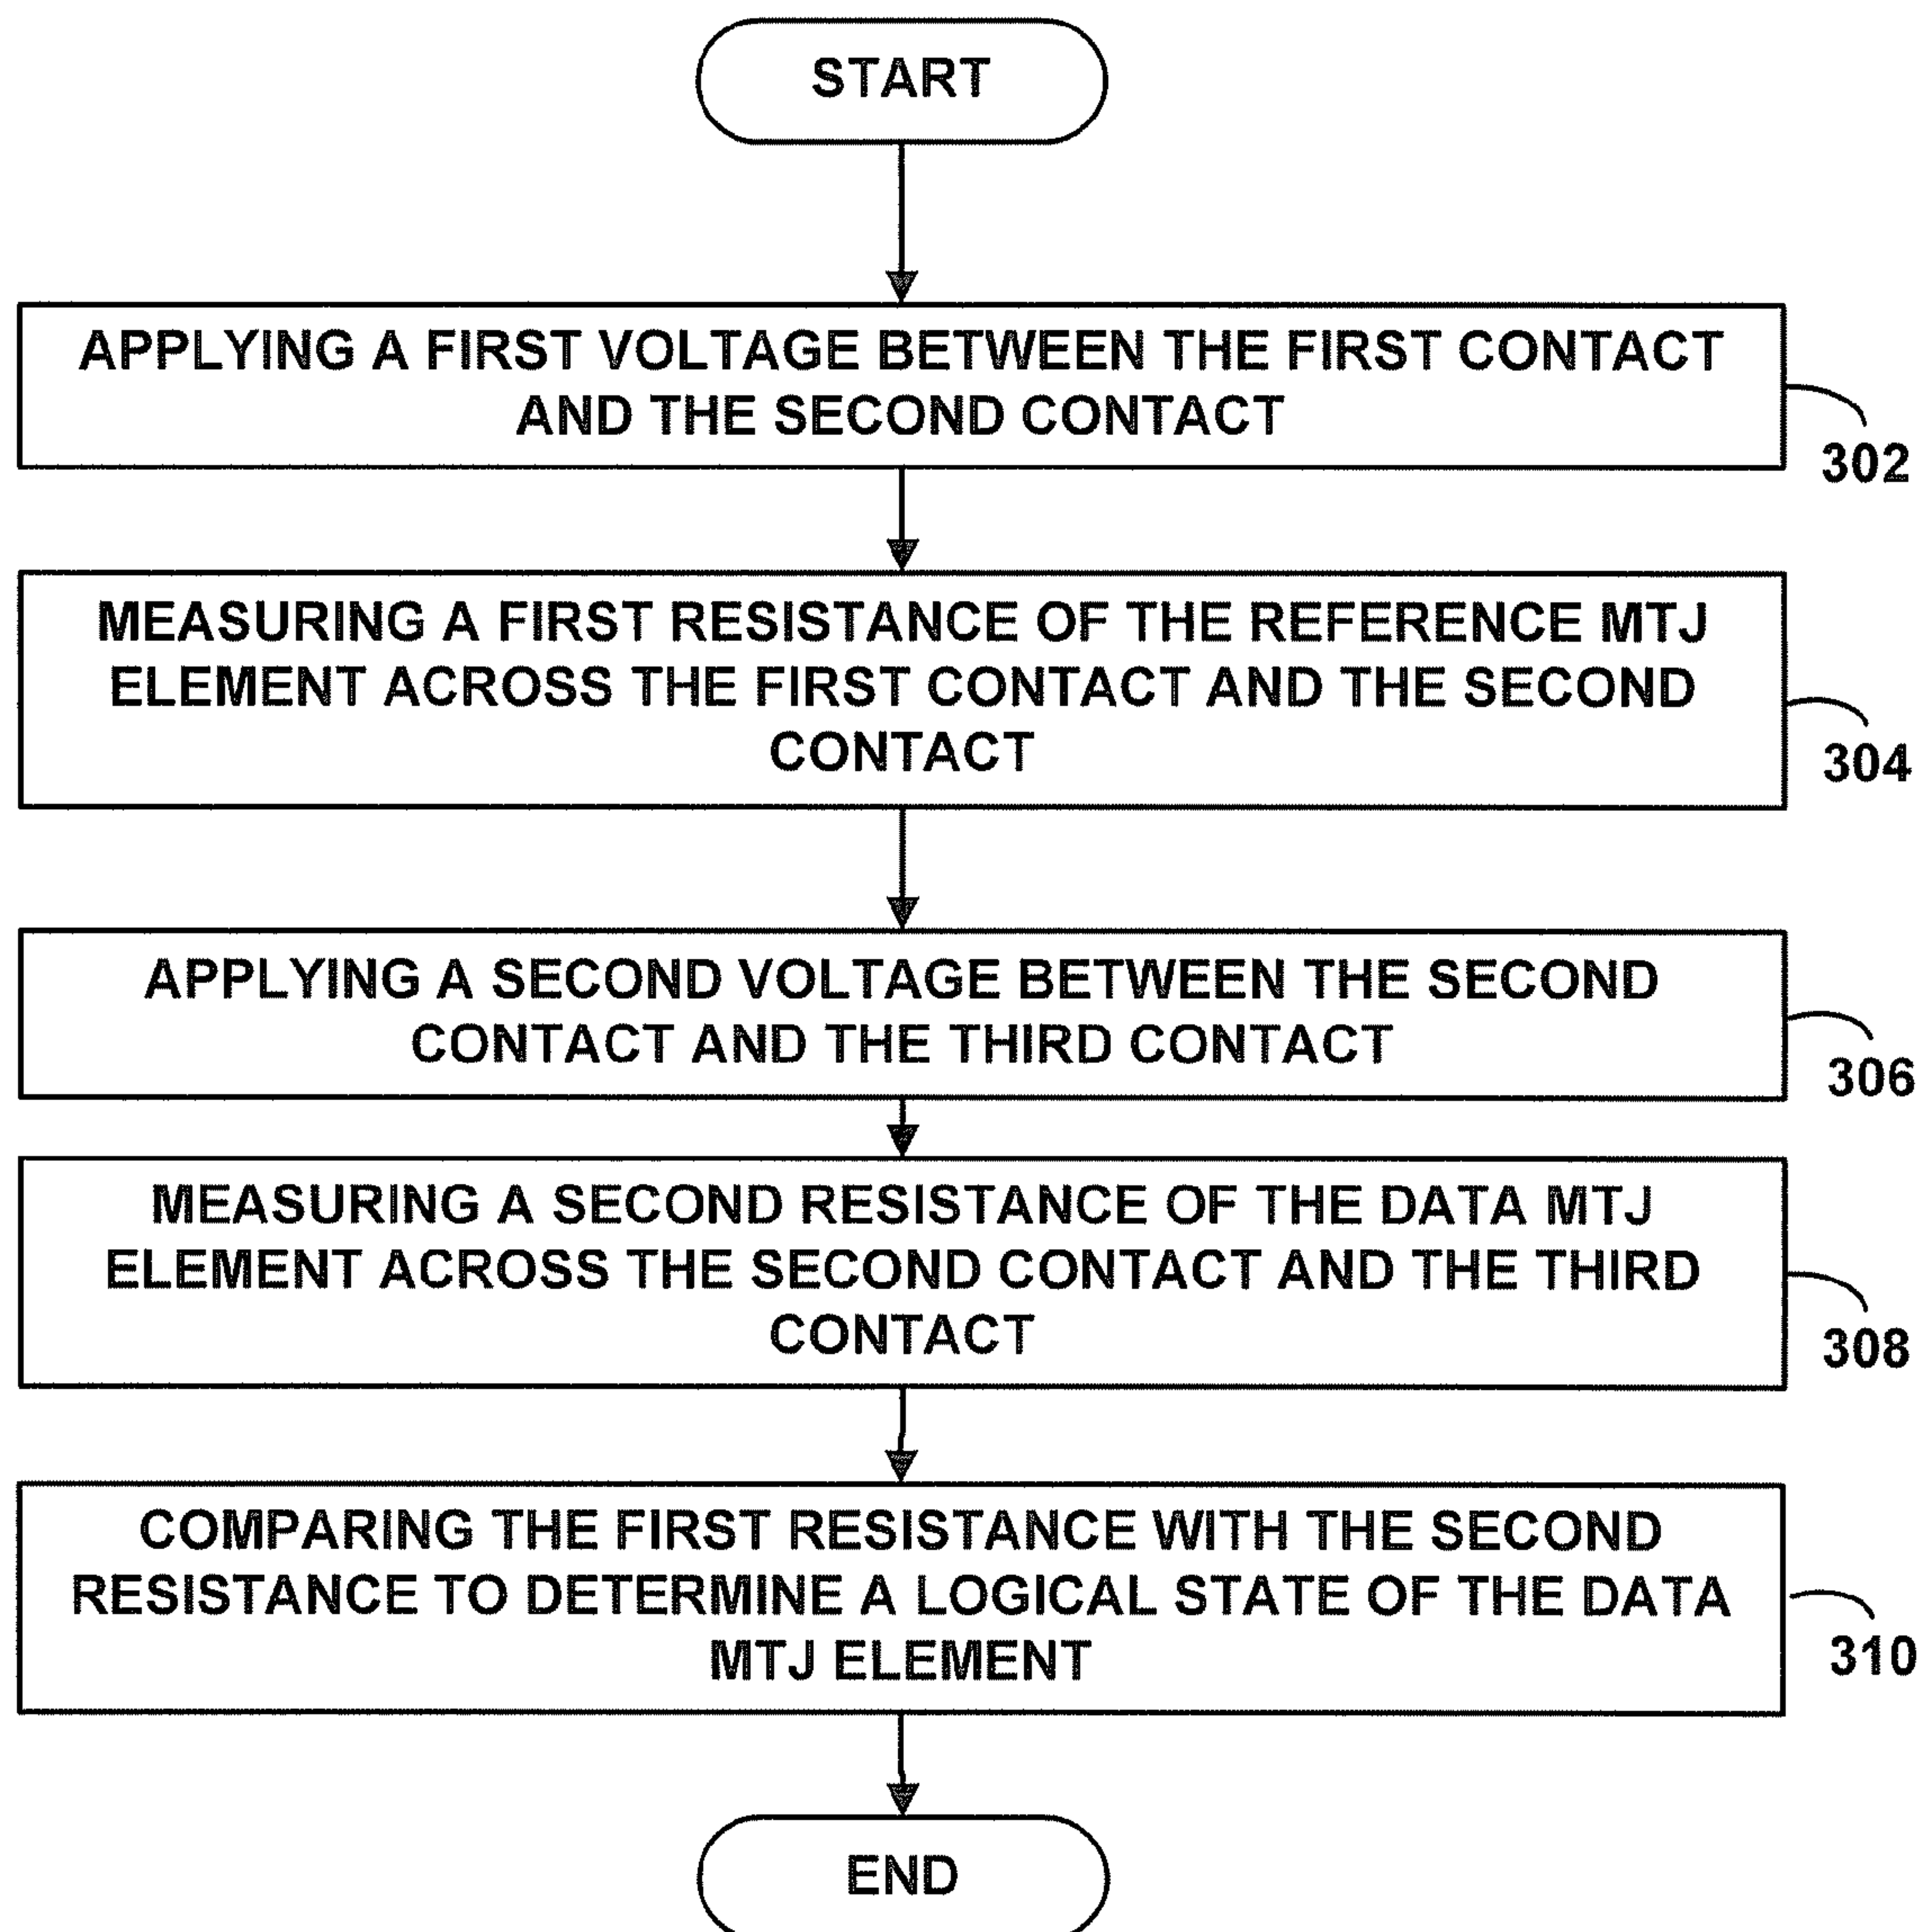 START
APPLYING A FIRST VOLTAGE BETWEEN THE FIRST CONTACT
AND THE SECOND CONTACT
302
MEASURING A FIRST RESISTANCE OF THE REFERENCE MTJ
ELEMENT ACROSS THE FIRST CONTACT AND THE SECOND
CONTACT
304
APPLYING A SECOND VOLTAGE BETWEEN THE SECOND
CONTACT AND THE THIRD CONTACT
306
MEASURING A SECOND RESISTANCE OF THE DATA MTJ
ELEMENT ACROSS THE SECOND CONTACT AND THE THIRD
CONTACT
308
COMPARING THE FIRST RESISTANCE WITH THE SECOND
RESISTANCE TO DETERMINE A LOGICAL STATE OF THE DATA
MTJ ELEMENT
310
END